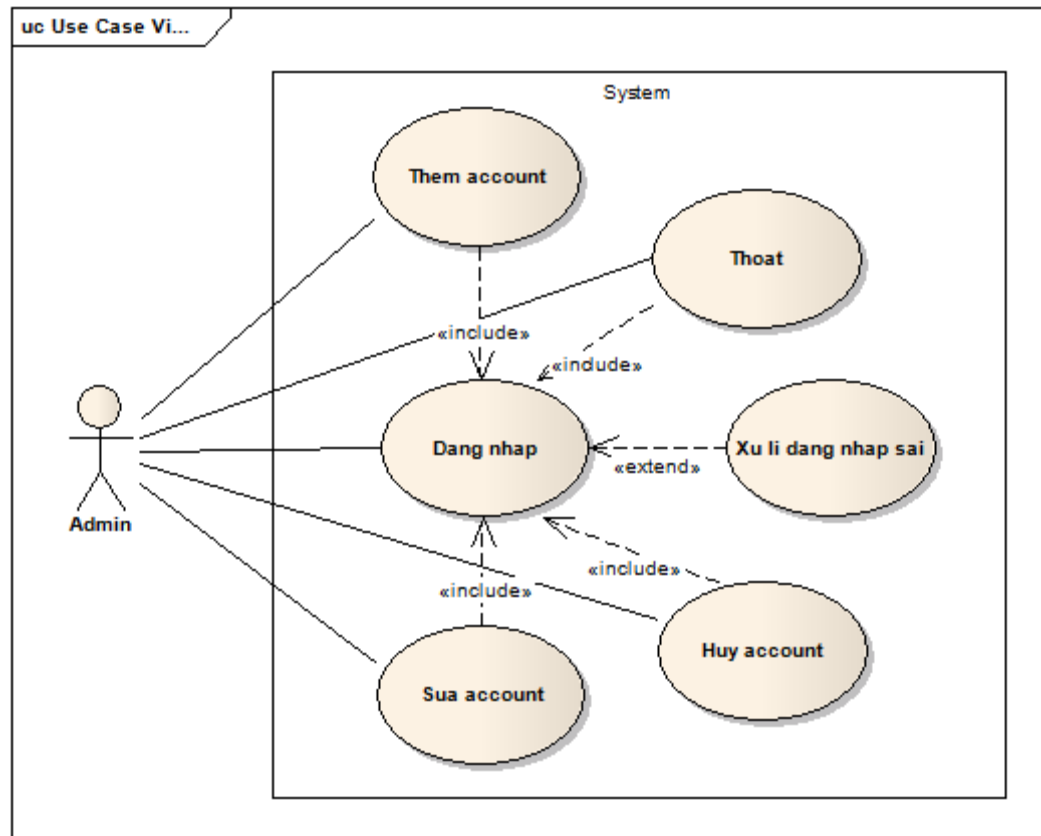 uc Use Case Vi...
System
Them account
Thoat
«include»
«include»
Dang nhap
Xu li dang nhap sai
«extend»
Admin
«include»
«include»
Huy account
Sua account